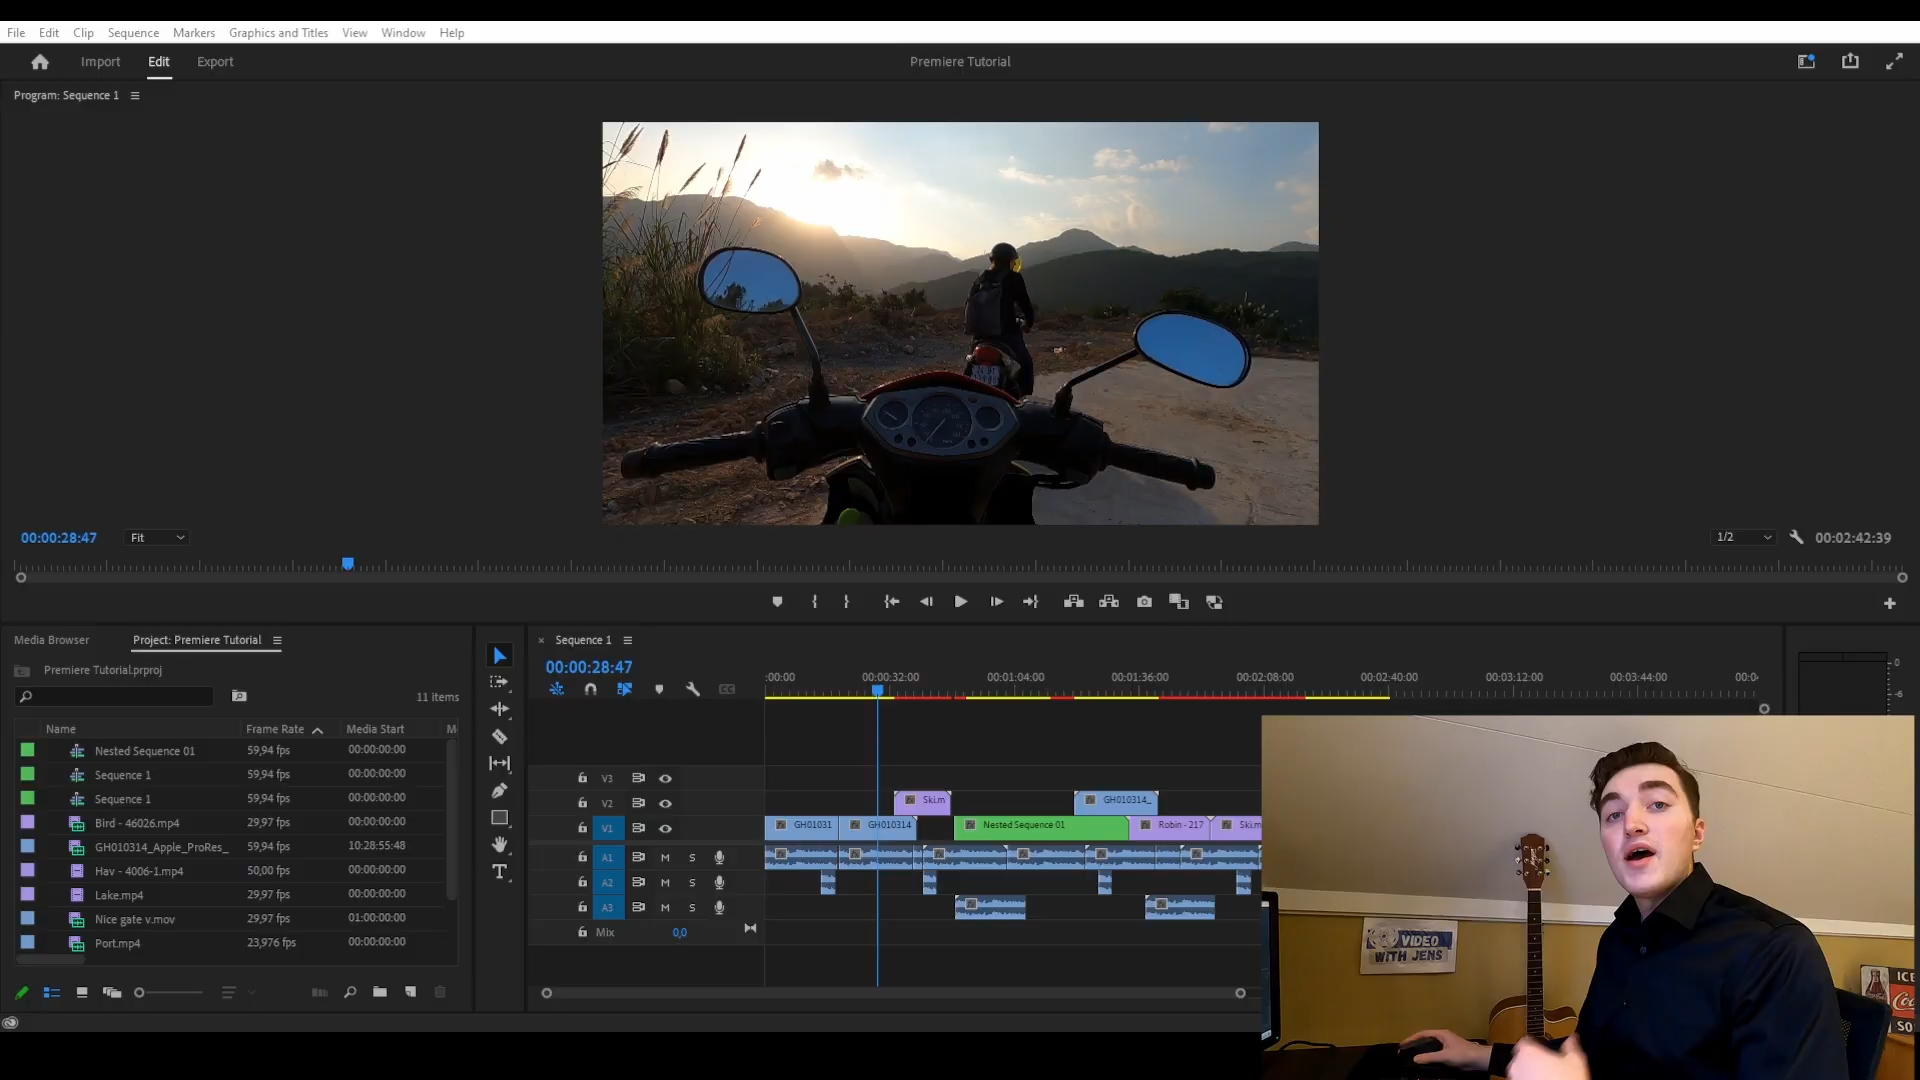 File Edit Clip Sequence Markers Graphics and Titles View Window Help
Import Edit Export Premiere Tutorial
Program: Sequence 1
00:00:28:47 Fit 1/2 00:02:42:39
Media Browser Project: Premiere Tutorial
Premiere Tutorial.prproj
11 items
Name Frame Rate Media Start M
Nested Sequence 01 59,94 fps 00:00:00:00
Sequence 1 59,94 fps 00:00:00:00
Sequence 1 59,94 fps 00:00:00:00
Bird - 46026.mp4 29,97 fps 00:00:00:00
GH010314_Apple_ProRes_ 59,94 fps 10:28:55:48
Hav - 4006-1.mp4 50,00 fps 00:00:00:00
Lake.mp4 29,97 fps 00:00:00:00
Nice gate v.mov 29,97 fps 01:00:00:00
Port.mp4 23,976 fps 00:00:00:00
Sequence 1
00:00:28:47
:00:00 00:00:32:00 00:01:04:00 00:01:36:00 00:02:08:00 00:02:40:00 00:03:12:00 00:03:44:00 00:0
0
-6
V3
V2 Ski.m GH010314_
V1 GH01031 GH010314 Nested Sequence 01 Robin - 217 Ski.m
A1 M S
A2 M S
A3 M S
Mix 0,0
VIDEO
WITH JENS
ICE
Co
SO